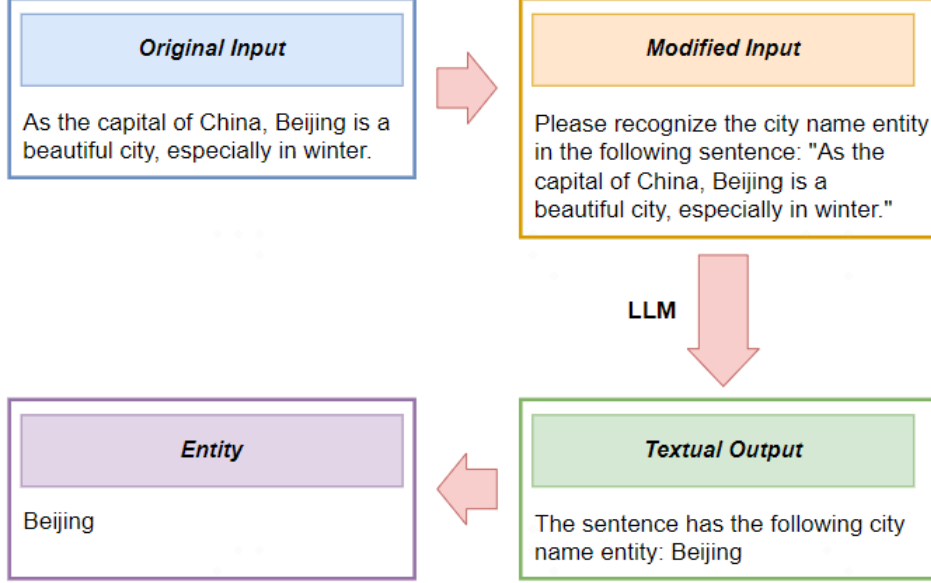 Original Input
As the capital of China, Beijing is a
beautiful city, especially in winter.
Modified Input
Please recognize the city name entity
in the following sentence: "As the
capital of China, Beijing is a
beautiful city, especially in winter."
LLM
Textual Output
The sentence has the following city
name entity: Beijing
Entity
Beijing